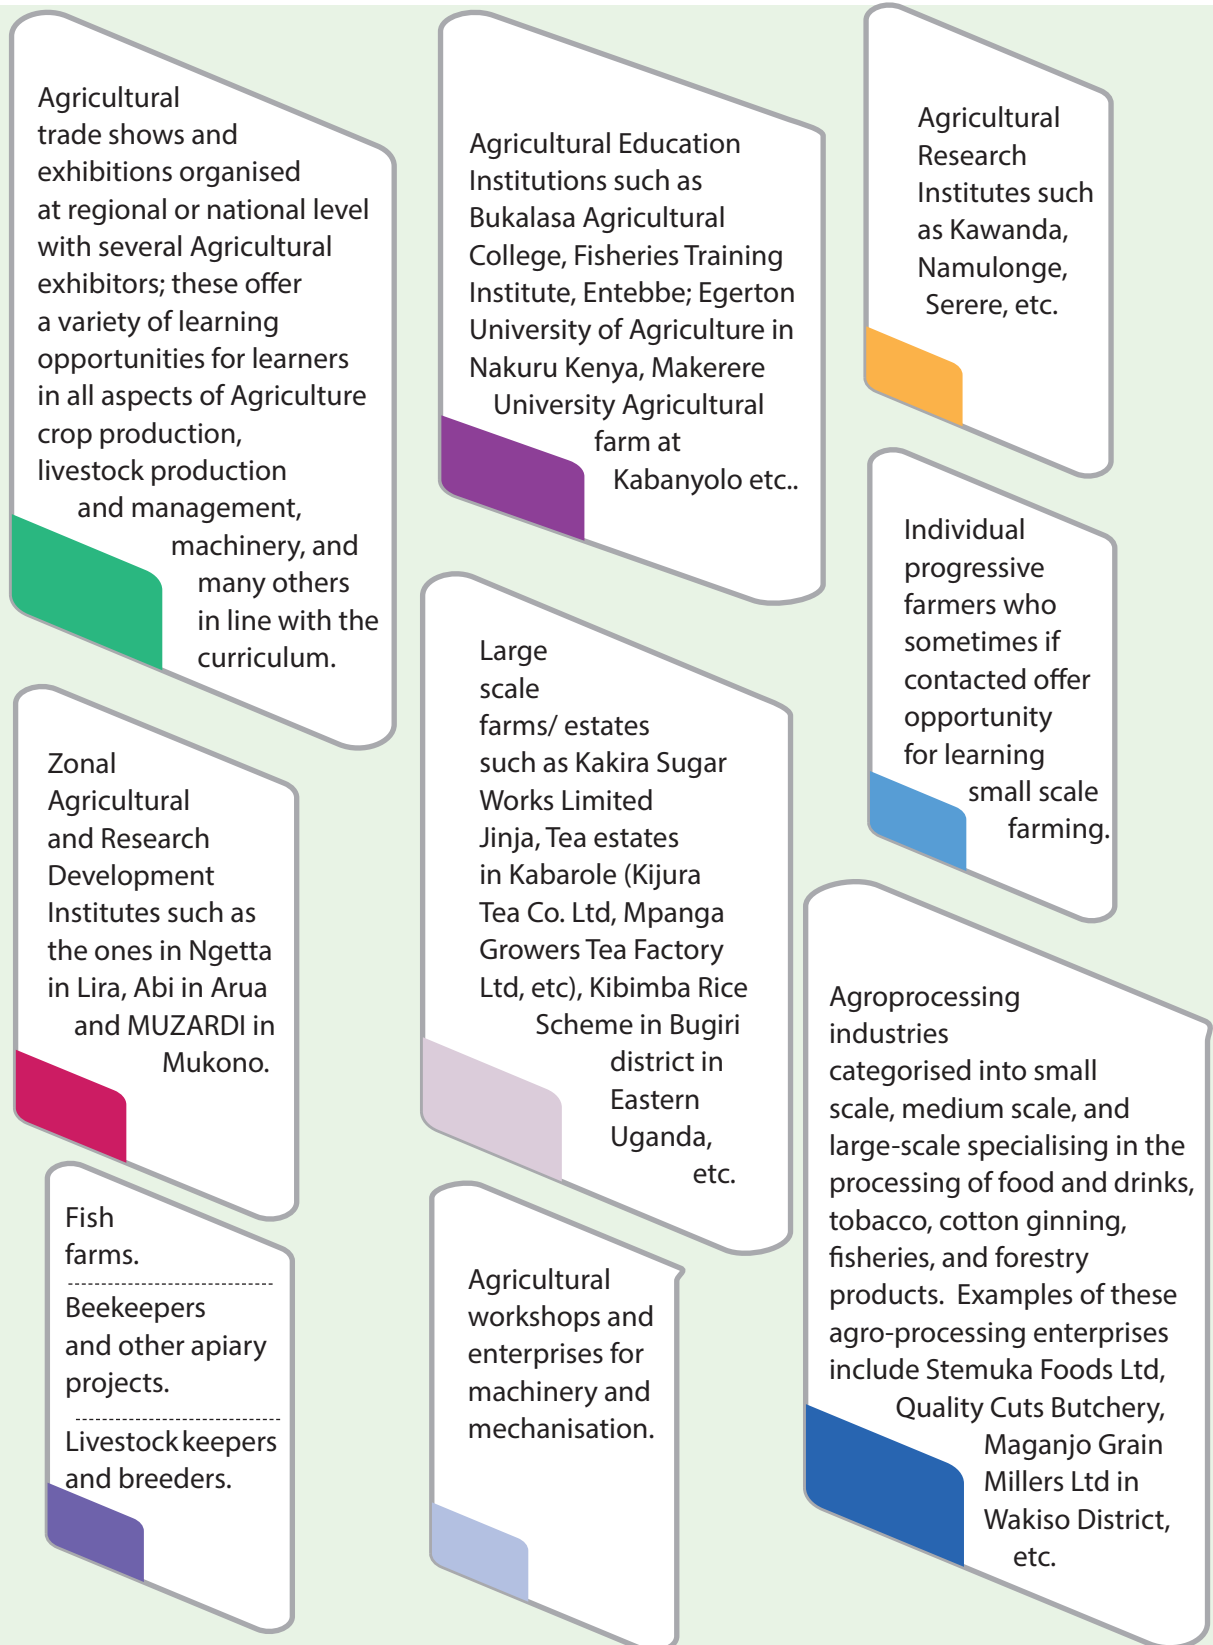 Agricultural
trade shows and
exhibitions organised
at regional or national level
with several Agricultural
exhibitors; these offer
a variety of learning
opportunities for learners
in all aspects of Agriculture
crop production,
livestock production
and management,
machinery, and
many others
in line with the
curriculum.
Agricultural Education
Institutions such as
Bukalasa Agricultural
College, Fisheries Training
Institute, Entebbe; Egerton
University of Agriculture in
Nakuru Kenya, Makerere
University Agricultural
farm at
Kabanyolo etc..
Agricultural
Research
Institutes such
as Kawanda,
Namulonge,
Serere, etc.
Zonal
Agricultural
and Research
Development
Institutes such as
the ones in Ngetta
in Lira, Abi in Arua
and MUZARDI in
Mukono.
Large
scale
farms/ estates
such as Kakira Sugar
Works Limited
Jinja, Tea estates
in Kabarole (Kijura
Tea Co. Ltd, Mpanga
Growers Tea Factory
Ltd, etc), Kibimba Rice
Scheme in Bugiri
district in
Eastern
Uganda,
etc.
Individual
progressive
farmers who
sometimes if
contacted offer
opportunity
for learning
small scale
farming.
Fish
farms.
Beekeepers
and other apiary
projects.
Livestock keepers
and breeders.
Agricultural
workshops and
enterprises for
machinery and
mechanisation.
Agroprocessing
industries
categorised into small
scale, medium scale, and
large-scale specialising in the
processing of food and drinks,
tobacco, cotton ginning,
fisheries, and forestry
products. Examples of these
agro-processing enterprises
include Stemuka Foods Ltd,
Quality Cuts Butchery,
Maganjo Grain
Millers Ltd in
Wakiso District,
etc.